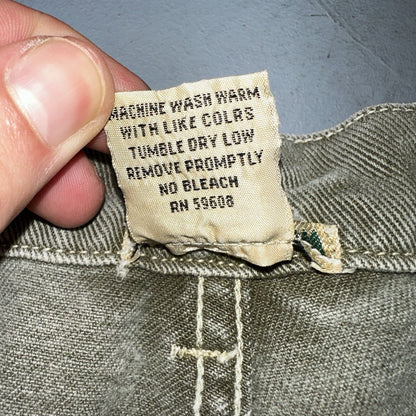 MACHINE WASH WARM
WITH LIKE COLRS
TUMBLE DRY LOW
REMOVE PROMPTLY
NO BLEACH
RN 59608